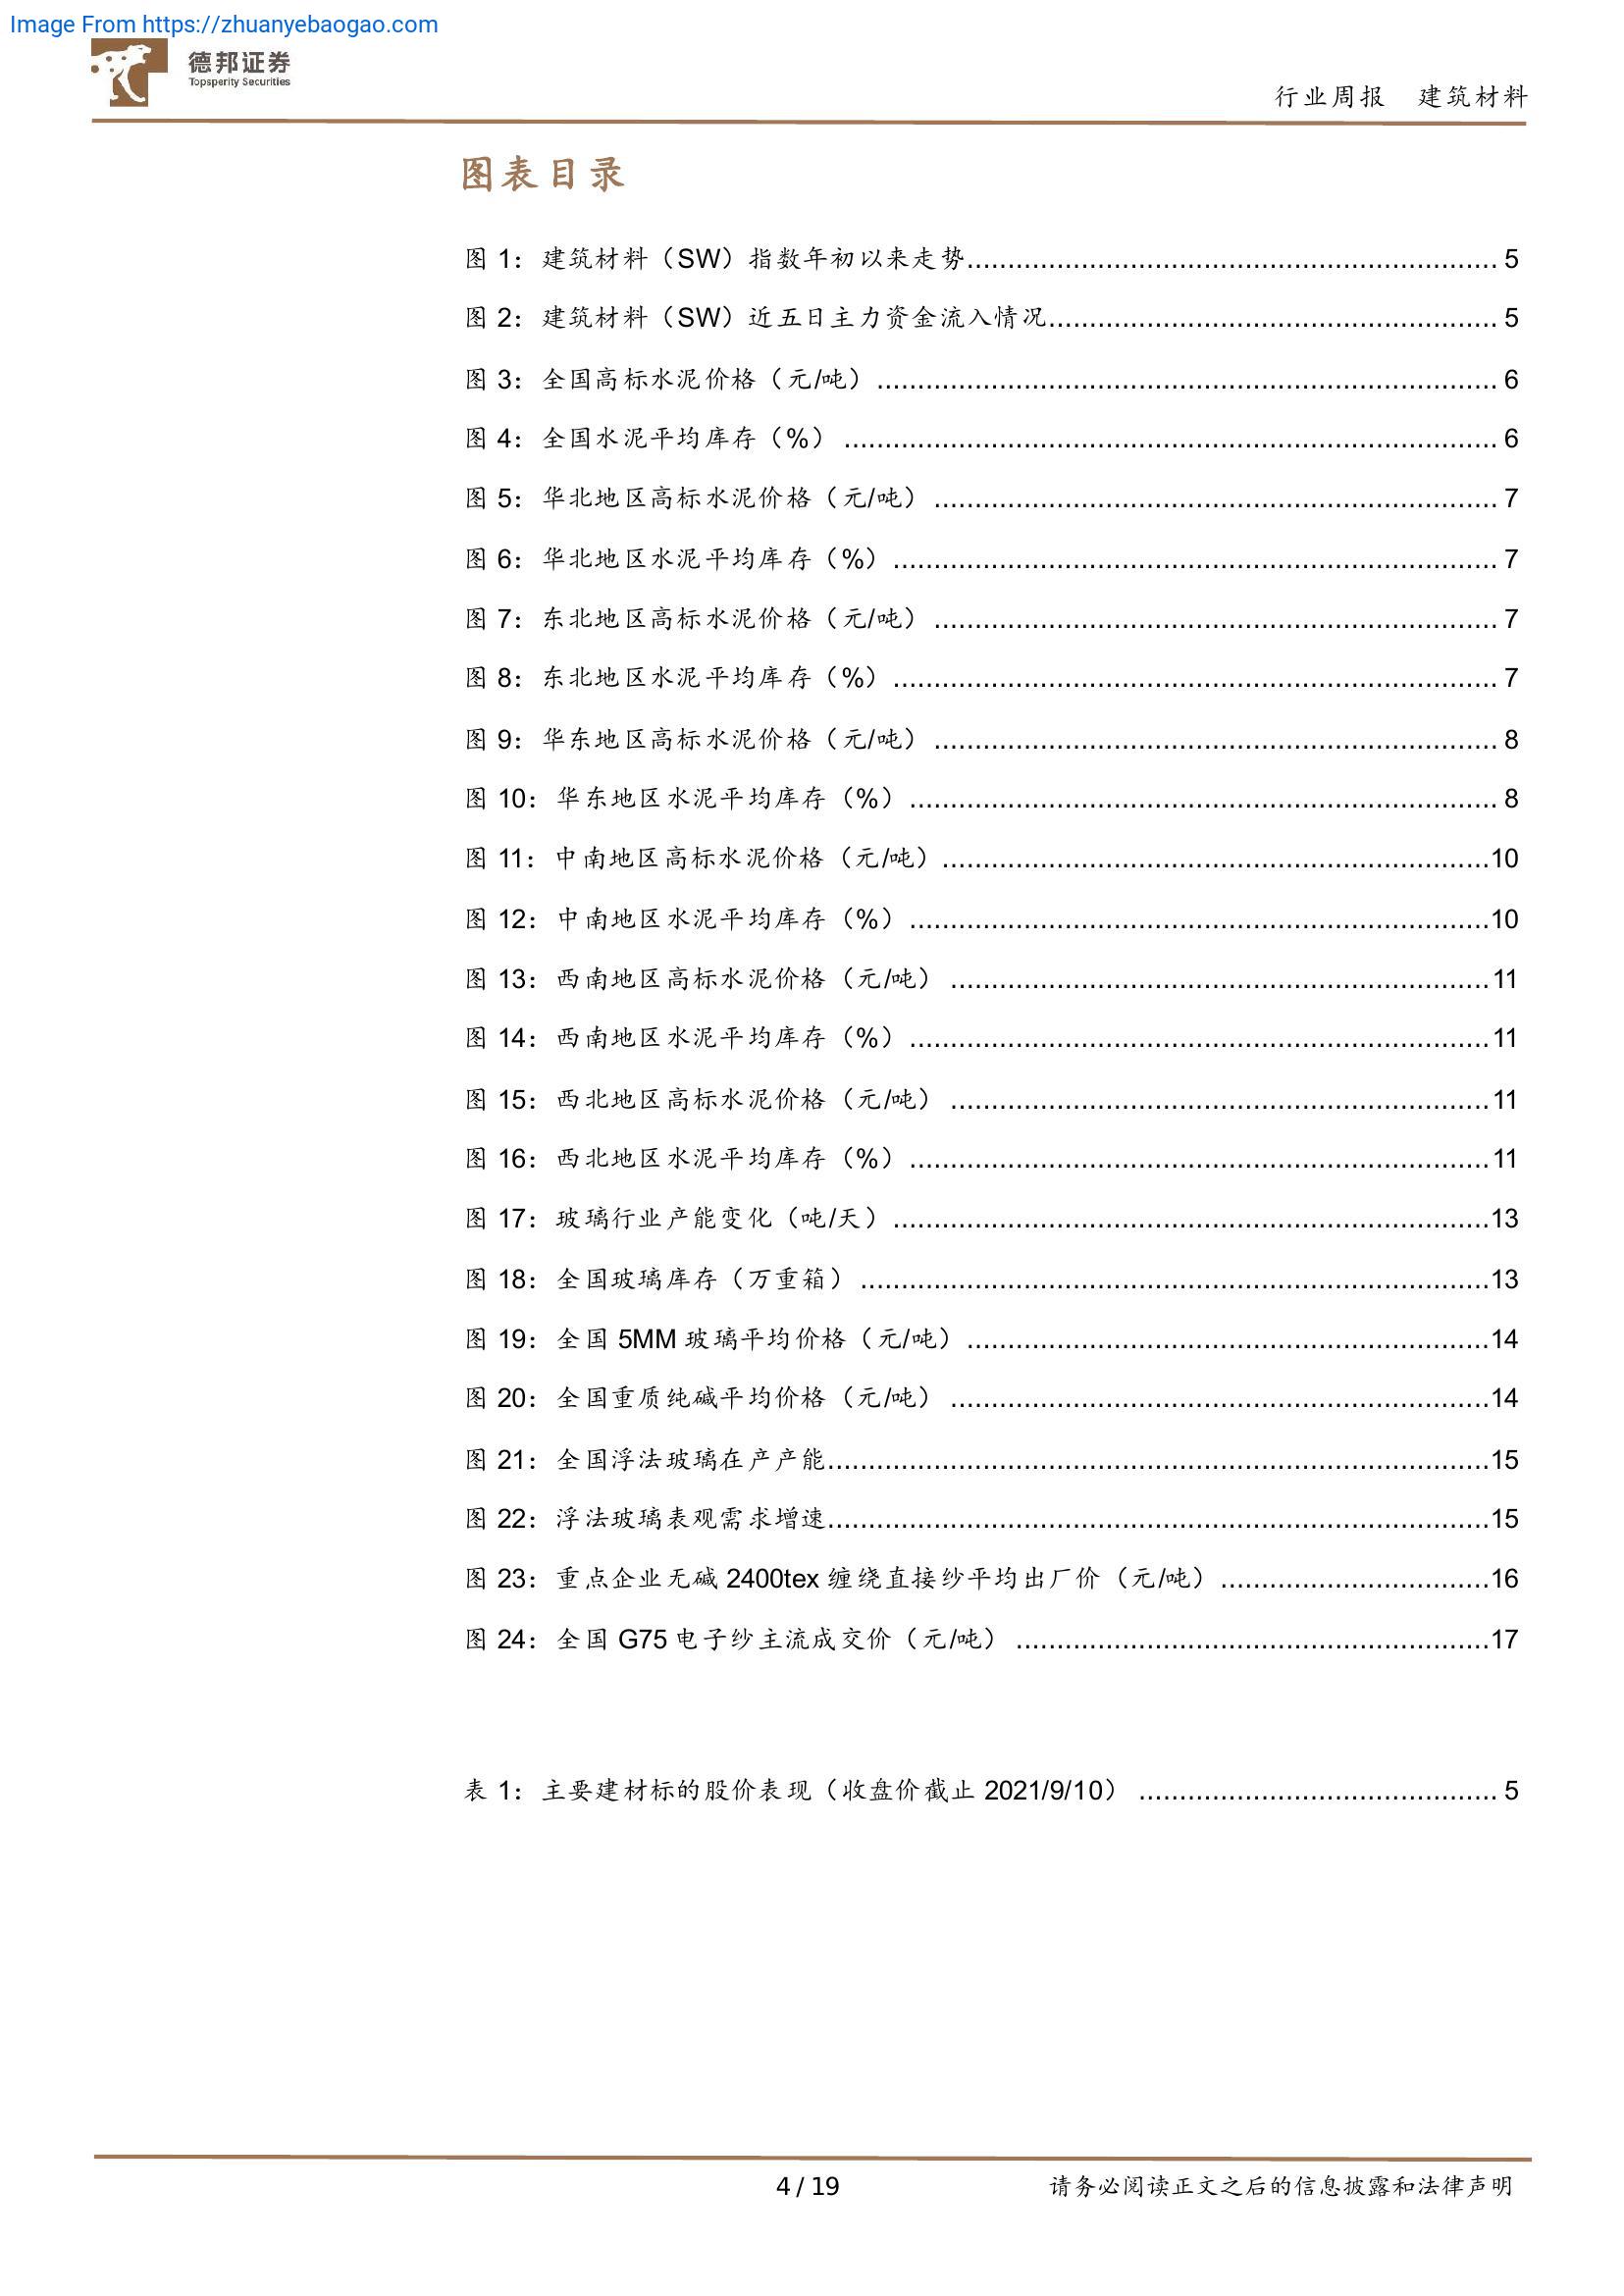 Image From https://zhuanyebaogao.com
德邦证券
Topsperity Securities
行业周报 建筑材料
图表目录
图 1：建筑材料（SW）指数年初以来走势................................................................. 5
图 2：建筑材料（SW）近五日主力资金流入情况....................................................... 5
图 3：全国高标水泥价格（元/吨）............................................................................ 6
图 4：全国水泥平均库存（%）................................................................................ 6
图 5：华北地区高标水泥价格（元/吨）..................................................................... 7
图 6：华北地区水泥平均库存（%）.......................................................................... 7
图 7：东北地区高标水泥价格（元/吨）..................................................................... 7
图 8：东北地区水泥平均库存（%）.......................................................................... 7
图 9：华东地区高标水泥价格（元/吨）..................................................................... 8
图 10：华东地区水泥平均库存（%）........................................................................ 8
图 11：中南地区高标水泥价格（元/吨）...................................................................10
图 12：中南地区水泥平均库存（%）.......................................................................10
图 13：西南地区高标水泥价格（元/吨）..................................................................11
图 14：西南地区水泥平均库存（%）.......................................................................11
图 15：西北地区高标水泥价格（元/吨）..................................................................11
图 16：西北地区水泥平均库存（%）.......................................................................11
图 17：玻璃行业产能变化（吨/天）.........................................................................13
图 18：全国玻璃库存（万重箱）.............................................................................13
图 19：全国 5MM 玻璃平均价格（元/吨）................................................................14
图 20：全国重质纯碱平均价格（元/吨）..................................................................14
图 21：全国浮法玻璃在产产能.................................................................................15
图 22：浮法玻璃表观需求增速.................................................................................15
图 23：重点企业无碱 2400tex 缠绕直接纱平均出厂价（元/吨）.................................16
图 24：全国 G75 电子纱主流成交价（元/吨）..........................................................17
表 1：主要建材标的股价表现（收盘价截止 2021/9/10）............................................ 5
4 / 19
请务必阅读正文之后的信息披露和法律声明